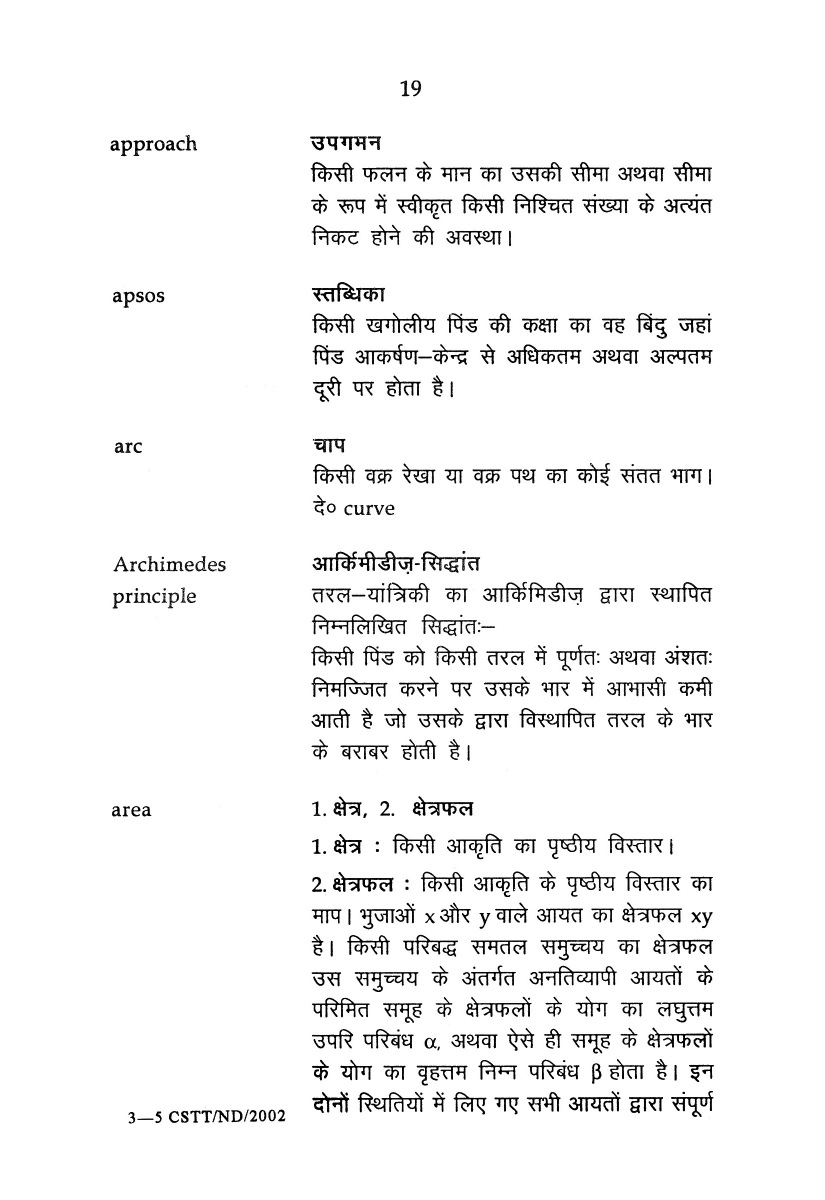 19
approach उपगमन
किसी फलन के मान का उसकी सीमा अथवा सीमा
के रूप में स्वीकृत किसी निश्चित संख्या के अत्यंत
निकट होने की अवस्था।
apsos स्तब्धिका
किसी खगोलीय पिंड की कक्षा का वह बिंदु जहां
पिंड आकर्षण–केन्द्र से अधिकतम अथवा अल्पतम
दूरी पर होता है।
arc चाप
किसी वक्र रेखा या वक्र पथ का कोई संतत भाग।
दे० curve
Archimedes आर्किमीडीज़-सिद्धांत
principle तरल–यांत्रिकी का आर्किमिडीज़ द्वारा स्थापित
निम्नलिखित सिद्धांतः–
किसी पिंड को किसी तरल में पूर्णतः अथवा अंशतः
निमज्जित करने पर उसके भार में आभासी कमी
आती है जो उसके द्वारा विस्थापित तरल के भार
के बराबर होती है।
area 1. क्षेत्र, 2. क्षेत्रफल
1. क्षेत्र : किसी आकृति का पृष्ठीय विस्तार।
2. क्षेत्रफल : किसी आकृति के पृष्ठीय विस्तार का
माप। भुजाओं x और y वाले आयत का क्षेत्रफल xy
है। किसी परिबद्ध समतल समुच्चय का क्षेत्रफल
उस समुच्चय के अंतर्गत अनतिव्यापी आयतों के
परिमित समूह के क्षेत्रफलों के योग का लघुत्तम
उपरि परिबंध α, अथवा ऐसे ही समूह के क्षेत्रफलों
के योग का वृहत्तम निम्न परिबंध β होता है। इन
दोनों स्थितियों में लिए गए सभी आयतों द्वारा संपूर्ण
3—5 CSTT/ND/2002